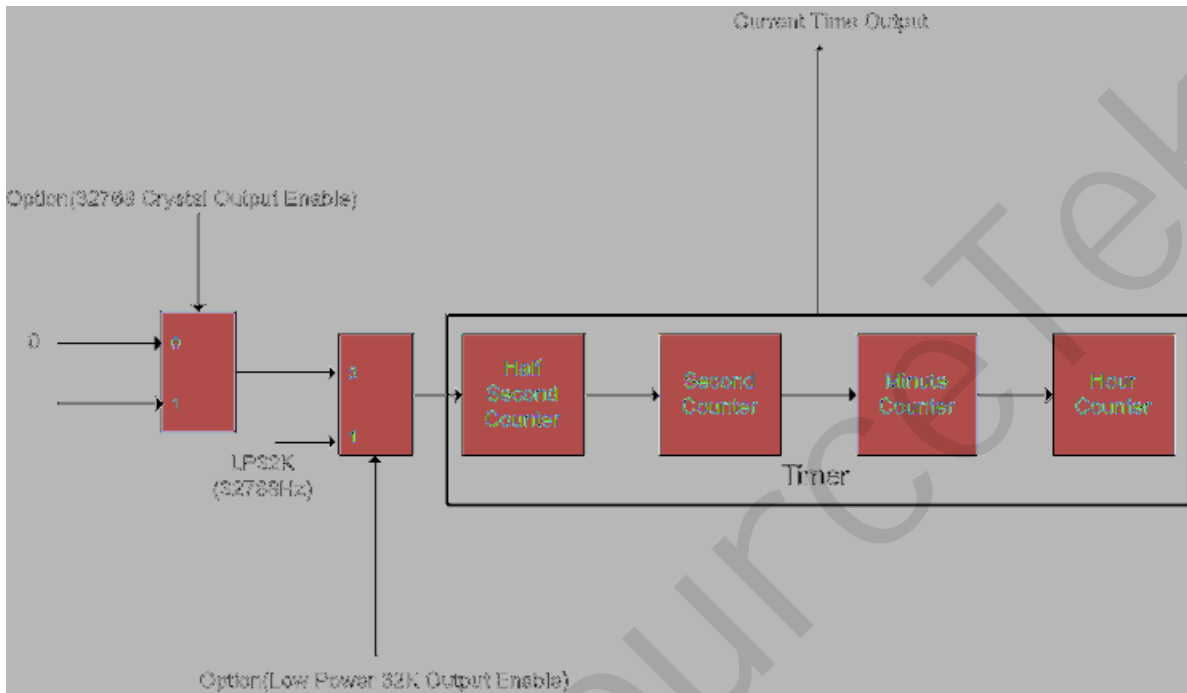 Current Time Output
Option(32768 Crystal Output Enable)
0
0
1
0
1
LP32K
(32768Hz)
Half
Second
Counter
Second
Counter
Minute
Counter
Hour
Counter
Timer
Option(Low Power 32K Output Enable)